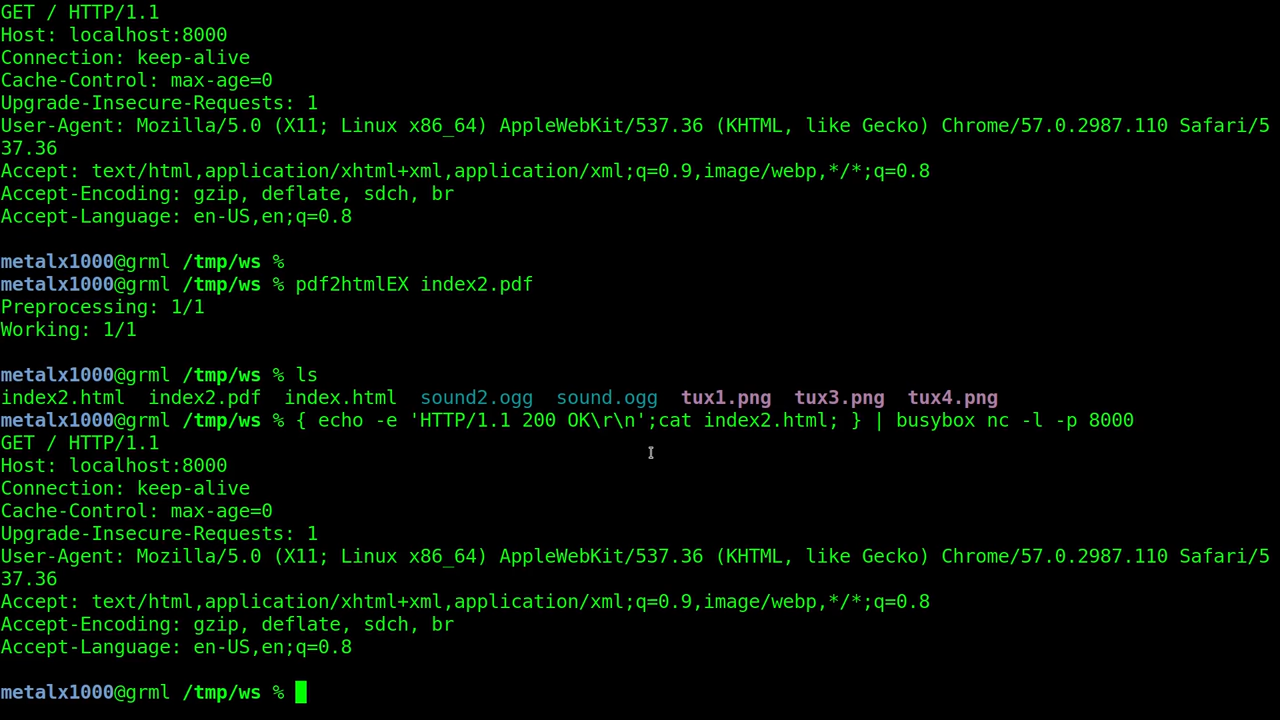 GET / HTTP/1.1
Host: localhost:8000
Connection: keep-alive
Cache-Control: max-age=0
Upgrade-Insecure-Requests: 1
User-Agent: Mozilla/5.0 (X11; Linux x86_64) AppleWebKit/537.36 (KHTML, like Gecko) Chrome/57.0.2987.110 Safari/5
37.36
Accept: text/html,application/xhtml+xml,application/xml;q=0.9,image/webp,*/*;q=0.8
Accept-Encoding: gzip, deflate, sdch, br
Accept-Language: en-US,en;q=0.8

metalx1000@grml /tmp/ws %
metalx1000@grml /tmp/ws % pdf2htmlEX index2.pdf
Preprocessing: 1/1
Working: 1/1

metalx1000@grml /tmp/ws % ls
index2.html  index2.pdf  index.html  sound2.ogg  sound.ogg  tux1.png  tux3.png  tux4.png
metalx1000@grml /tmp/ws % { echo -e 'HTTP/1.1 200 OK\r\n';cat index2.html; } | busybox nc -l -p 8000
GET / HTTP/1.1
Host: localhost:8000
Connection: keep-alive
Cache-Control: max-age=0
Upgrade-Insecure-Requests: 1
User-Agent: Mozilla/5.0 (X11; Linux x86_64) AppleWebKit/537.36 (KHTML, like Gecko) Chrome/57.0.2987.110 Safari/5
37.36
Accept: text/html,application/xhtml+xml,application/xml;q=0.9,image/webp,*/*;q=0.8
Accept-Encoding: gzip, deflate, sdch, br
Accept-Language: en-US,en;q=0.8

metalx1000@grml /tmp/ws %